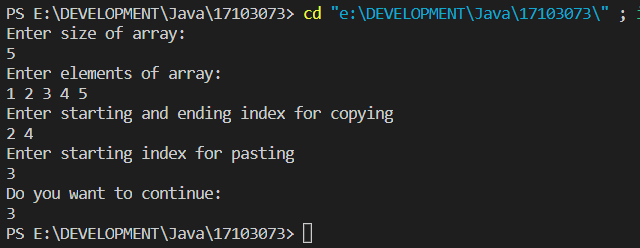 PS E:\DEVELOPMENT\Java\17103073> cd "e:\DEVELOPMENT\Java\17103073\" ; i
Enter size of array:
5
Enter elements of array:
1 2 3 4 5
Enter starting and ending index for copying
2 4
Enter starting index for pasting
3
Do you want to continue:
3
PS E:\DEVELOPMENT\Java\17103073>